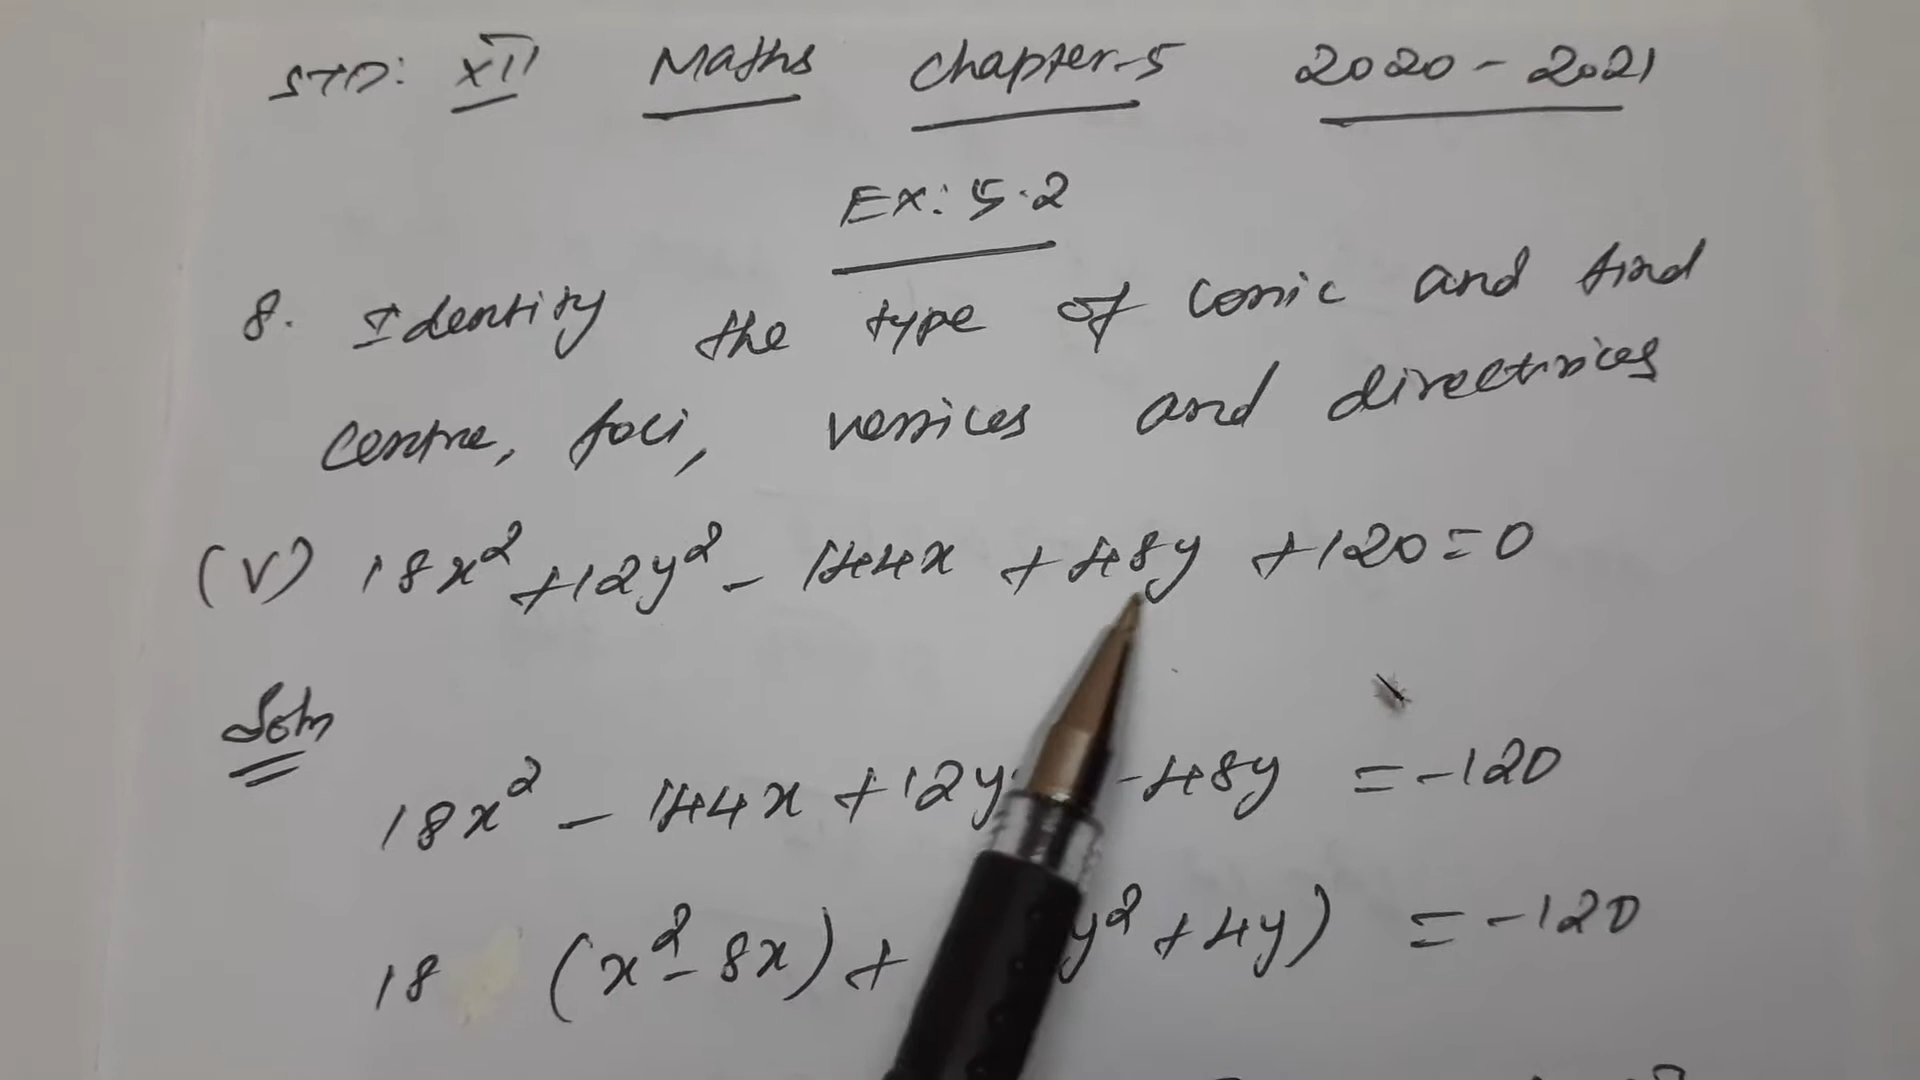 STD: XII Maths Chapter-5 2020-2021
Ex: 5.2
8. Identity the type of conic and find
centre, foci, vertices and directrices
(V) 18x² + 12y² - 144x + 48y + 120 = 0
Soln
18x² - 144x + 12y 48y = -120
18 (x² - 8x) + y² + 4y) = -120